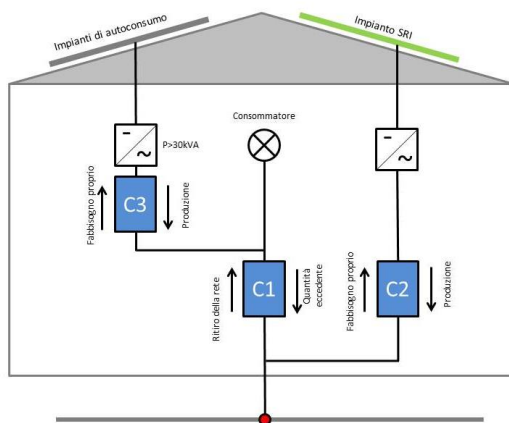 Impianti di autoconsumo
Impianto SRI
Consommatore
P>30kVA
Fabbisogno proprio
C3
Produzione
Ritiro della rete
C1
Quantità
eccedente
Fabbisogno proprio
C2
Produzione